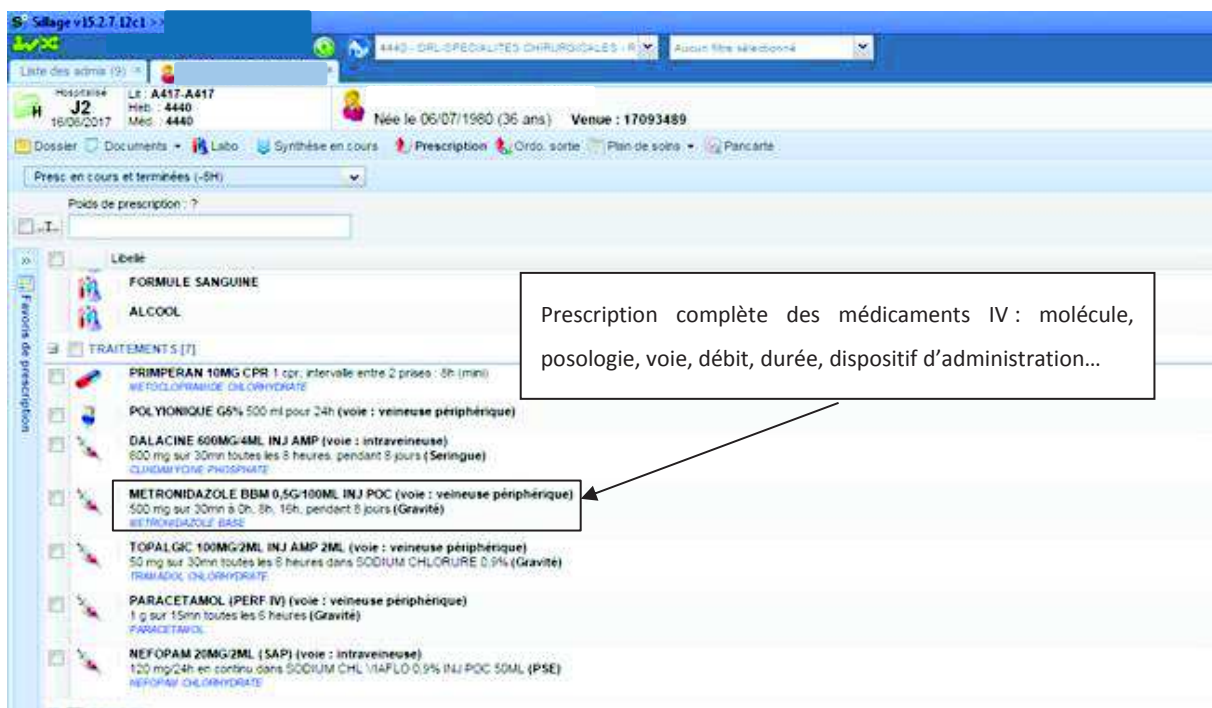 Sillage v15.2.7.12c1 >>
4440 - ORL-SPECIALITES CHIRURGICALES - R
Aucun filtre sélectionné
Liste des admis (9)
Hospitalisé
H J2
16/06/2017
Lit : A417-A417
Héb. : 4440
Méd. : 4440
Née le 06/07/1980 (36 ans) Venue : 17093489
Dossier Documents Labo Synthèse en cours Prescription Ordo. sortie Plan de soins Pancarte
Presc en cours et terminées (-6H)
Poids de prescription : ?
..T..
Libellé
Favoris de prescription
FORMULE SANGUINE
ALCOOL
Prescription complète des médicaments IV : molécule,
posologie, voie, débit, durée, dispositif d'administration...
TRAITEMENTS [7]
PRIMPERAN 10MG CPR 1 cpr, intervalle entre 2 prises : 8h (mini)
METOCLOPRAMIDE CHLORHYDRATE
POLYIONIQUE G5% 500 ml pour 24h (voie : veineuse périphérique)
DALACINE 600MG/4ML INJ AMP (voie : intraveineuse)
600 mg sur 30mn toutes les 8 heures, pendant 8 jours (Seringue)
CLINDAMYCINE PHOSPHATE
METRONIDAZOLE BBM 0,5G/100ML INJ POC (voie : veineuse périphérique)
500 mg sur 30mn à 0h, 8h, 16h, pendant 8 jours (Gravité)
METRONIDAZOLE BASE
TOPALGIC 100MG/2ML INJ AMP 2ML (voie : veineuse périphérique)
50 mg sur 30mn toutes les 8 heures dans SODIUM CHLORURE 0,9% (Gravité)
TRAMADOL CHLORHYDRATE
PARACETAMOL (PERF IV) (voie : veineuse périphérique)
1 g sur 15mn toutes les 6 heures (Gravité)
PARACETAMOL
NEFOPAM 20MG/2ML (SAP) (voie : intraveineuse)
120 mg/24h en continu dans SODIUM CHL VIAFLO 0,9% INJ POC 50ML (PSE)
NEFOPAM CHLORHYDRATE